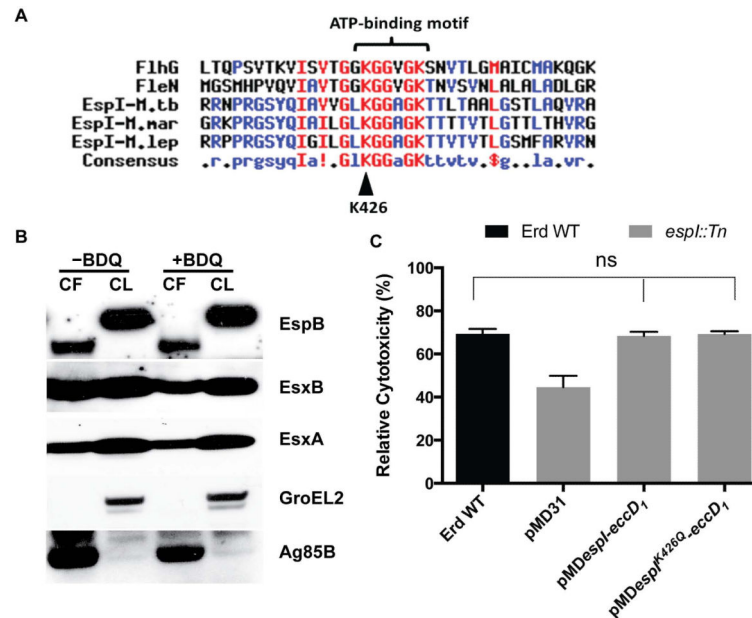 A
ATP-binding motif
FlhG LTQPSVTKVISVTGGKGGVGKSNVTLGMAICMAKQGK
FleN MGSMHPVQVIAVTGGKGGVGKTNVSVNLALALADLGR
EspI-M.tb RRNPRGSYQIAVVGLKGGAGKTTLTAALGSTLAQVRA
EspI-M.mar GRKPRGSYQIAILGLKGGAGKTTTTVTLGTTLTHVRG
EspI-M.lep RRPPRGSYQIGILGLKGGAGKTTVTVTLGSMFARVRN
Consensus .r.prgsyqIa!.GlKGGaGKttvtv.$g..la.vr.
K426
B
−BDQ +BDQ
CF CL CF CL
EspB
EsxB
EsxA
GroEL2
Ag85B
C
Erd WT espI::Tn
ns
Relative Cytotoxicity (%)
100
80
60
40
20
0
Erd WT
pMD31
pMDespI-eccD1
pMDespI^K426Q-eccD1